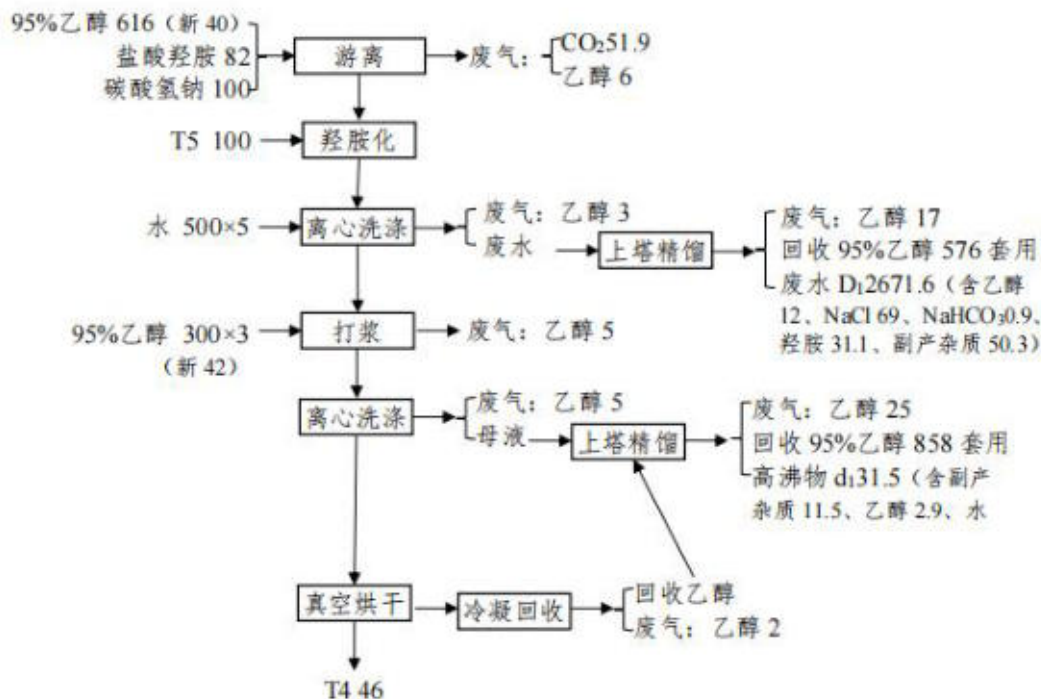 95%乙醇 616（新 40）
盐酸羟胺 82
碳酸氢钠 100
游离
废气：
CO₂51.9
乙醇 6
T5 100
羟胺化
水 500×5
离心洗涤
废气：乙醇 3
废水
上塔精馏
废气：乙醇 17
回收 95%乙醇 576 套用
废水 D₁2671.6（含乙醇
12、NaCl 69、NaHCO₃0.9、
羟胺 31.1、副产杂质 50.3）
95%乙醇 300×3
（新 42）
打浆
废气：乙醇 5
离心洗涤
废气：乙醇 5
母液
上塔精馏
废气：乙醇 25
回收 95%乙醇 858 套用
高沸物 d₁31.5（含副产
杂质 11.5、乙醇 2.9、水
真空烘干
冷凝回收
回收乙醇
废气：乙醇 2
T4 46